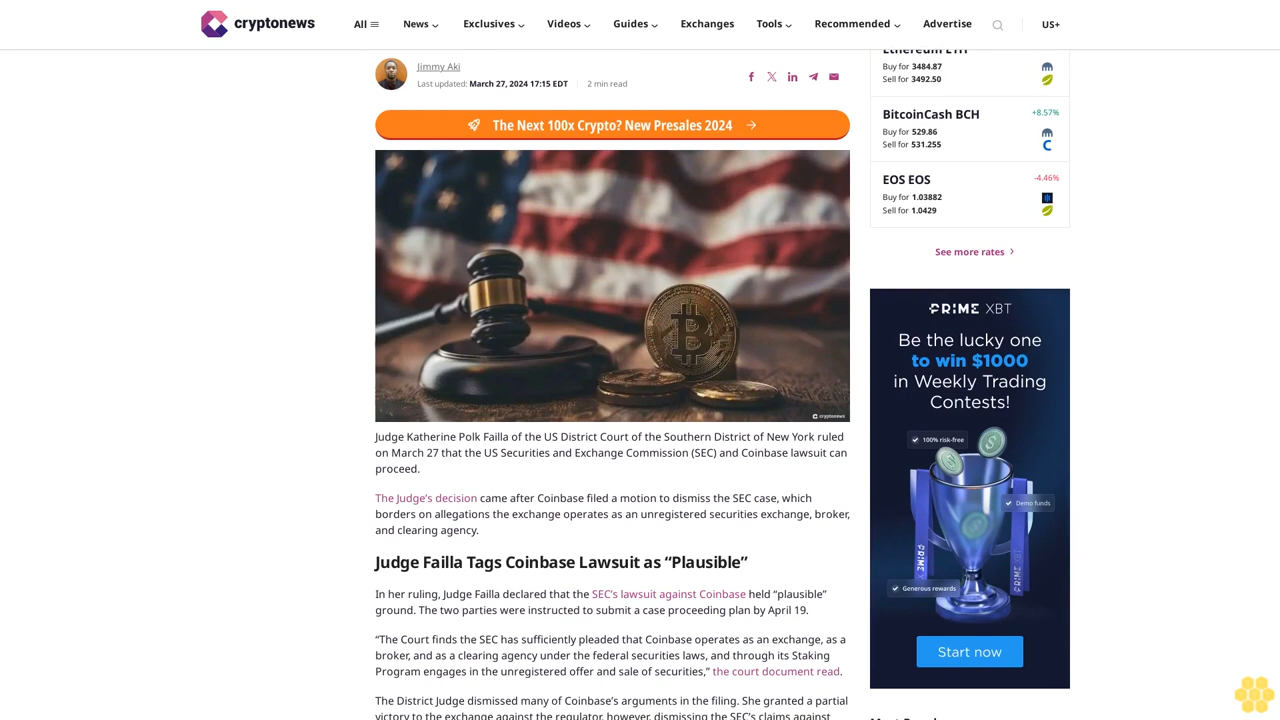 cryptonews
All
News
Exclusives
Videos
Guides
Exchanges
Tools
Recommended
Advertise
US+
Jimmy Aki
Last updated: March 27, 2024 17:15 EDT
2 min read
The Next 100x Crypto? New Presales 2024
cryptonews
Judge Katherine Polk Failla of the US District Court of the Southern District of New York ruled
on March 27 that the US Securities and Exchange Commission (SEC) and Coinbase lawsuit can
proceed.
The Judge’s decision came after Coinbase filed a motion to dismiss the SEC case, which
borders on allegations the exchange operates as an unregistered securities exchange, broker,
and clearing agency.
Judge Failla Tags Coinbase Lawsuit as “Plausible”
In her ruling, Judge Failla declared that the SEC’s lawsuit against Coinbase held “plausible”
ground. The two parties were instructed to submit a case proceeding plan by April 19.
“The Court finds the SEC has sufficiently pleaded that Coinbase operates as an exchange, as a
broker, and as a clearing agency under the federal securities laws, and through its Staking
Program engages in the unregistered offer and sale of securities,” the court document read.
The District Judge dismissed many of Coinbase’s arguments in the filing. She granted a partial
victory to the exchange against the regulator, however, dismissing the SEC’s claims against
Ethereum ETH
Buy for 3484.87
Sell for 3492.50
BitcoinCash BCH
+8.57%
Buy for 529.86
Sell for 531.255
EOS EOS
-4.46%
Buy for 1.03882
Sell for 1.0429
See more rates
PRIME XBT
Be the lucky one
to win $1000
in Weekly Trading
Contests!
100% risk-free
Demo funds
PRIME XBT
Generous rewards
Start now